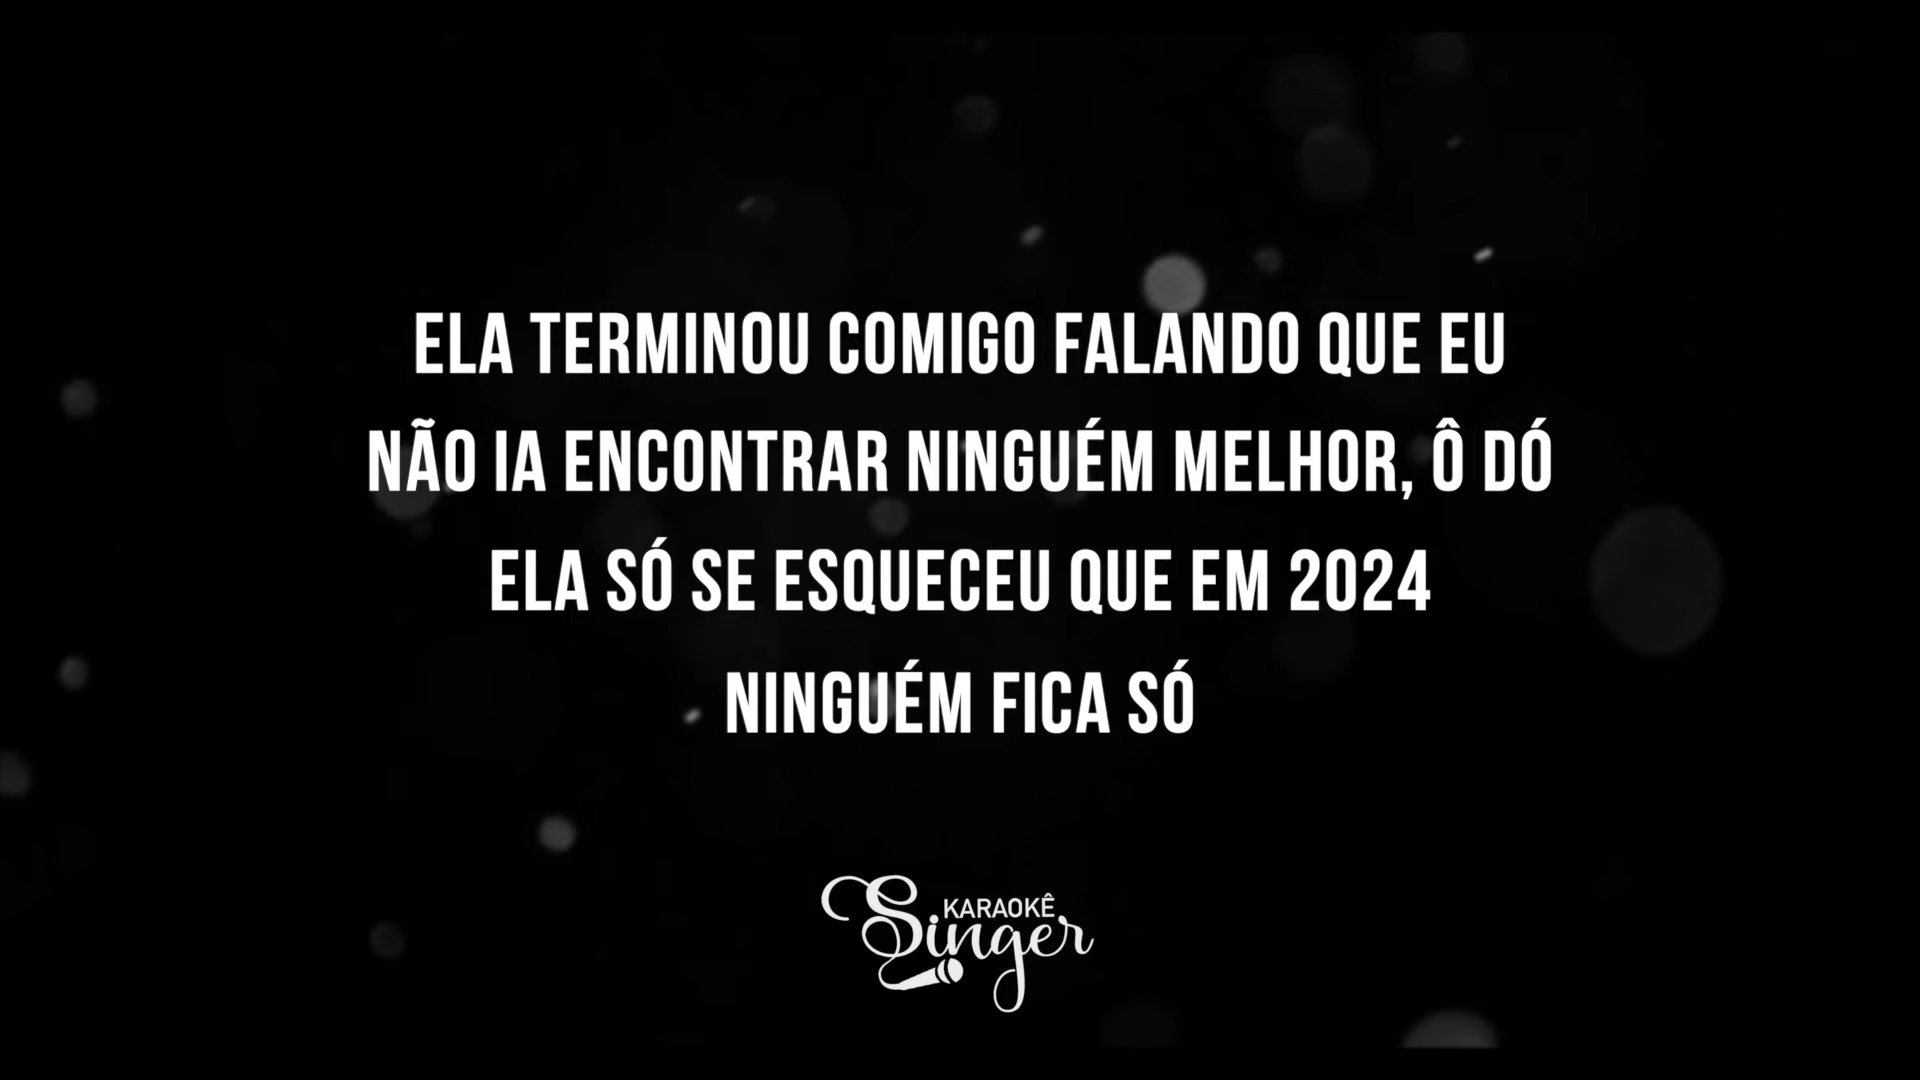 ELA TERMINOU COMIGO FALANDO QUE EU
NÃO IA ENCONTRAR NINGUÉM MELHOR, Ô DÓ
ELA SÓ SE ESQUECEU QUE EM 2024
NINGUÉM FICA SÓ
KARAOKÊ
Singer